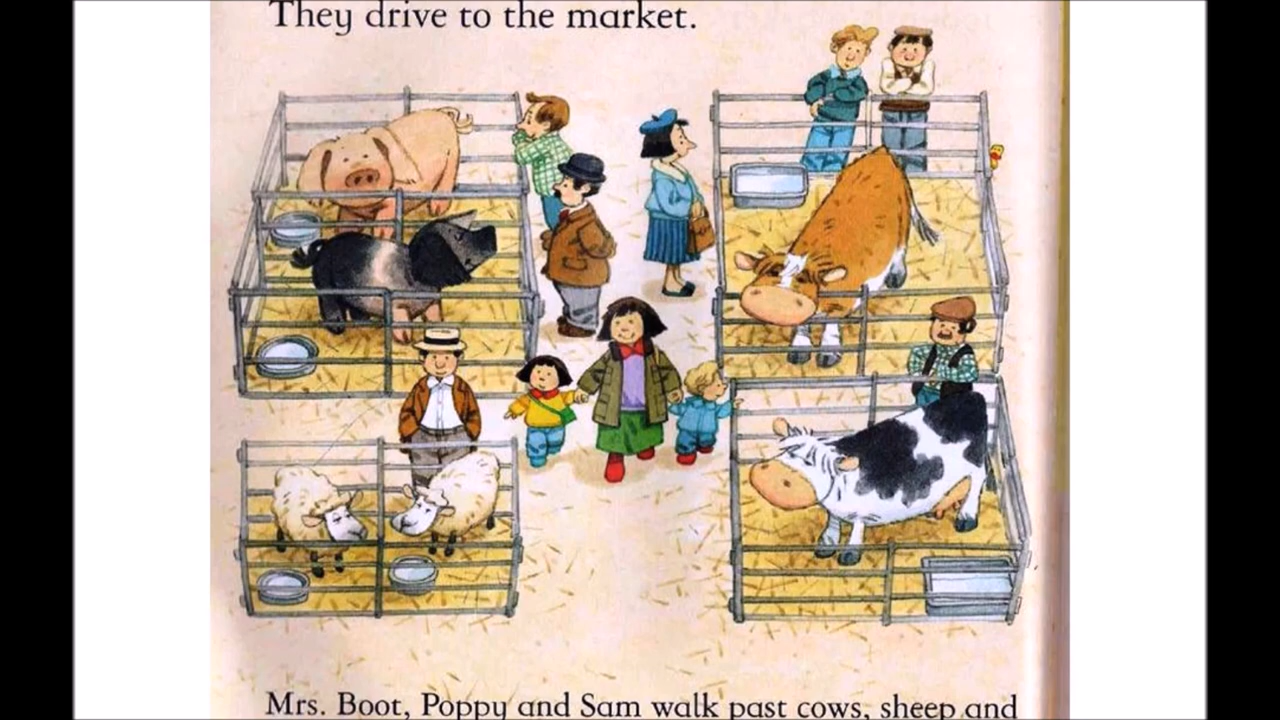 They drive to the market.
Mrs. Boot, Poppy and Sam walk past cows, sheep and